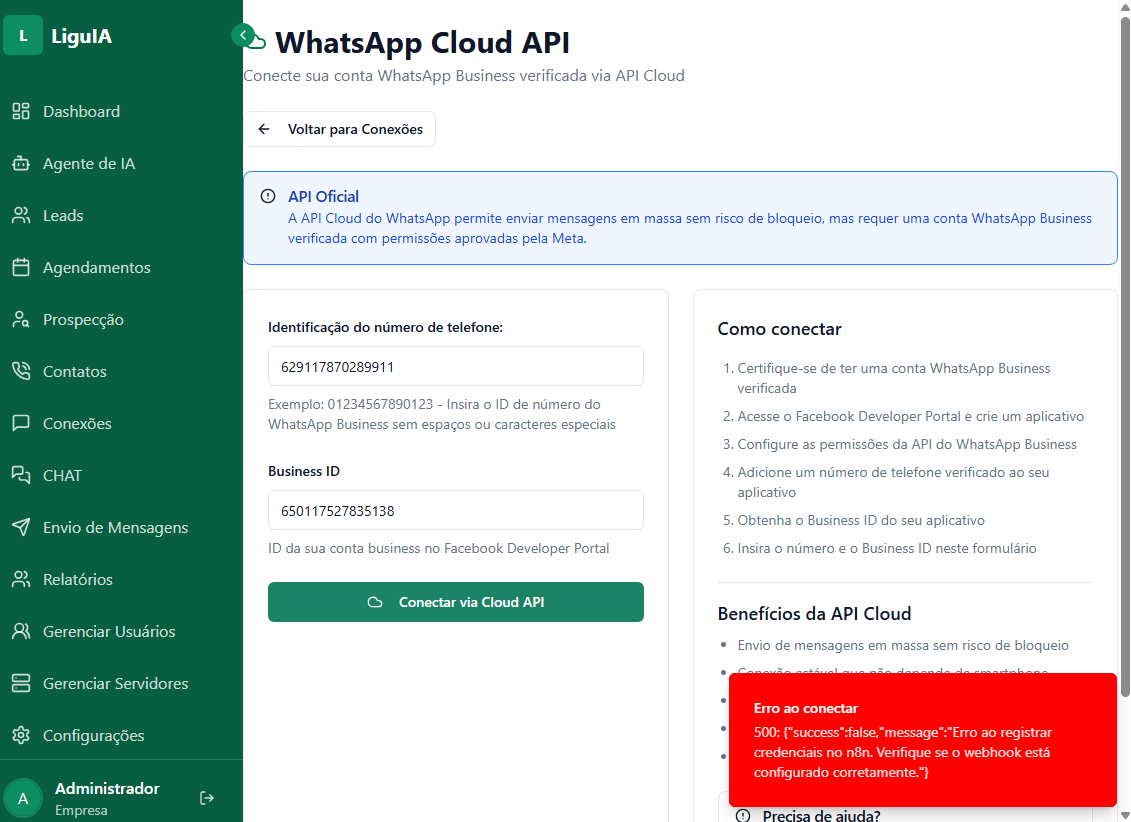 L
LiguIA
Dashboard
Agente de IA
Leads
Agendamentos
Prospecção
Contatos
Conexões
CHAT
Envio de Mensagens
Relatórios
Gerenciar Usuários
Gerenciar Servidores
Configurações
A
Administrador
Empresa
WhatsApp Cloud API
Conecte sua conta WhatsApp Business verificada via API Cloud
Voltar para Conexões
API Oficial
A API Cloud do WhatsApp permite enviar mensagens em massa sem risco de bloqueio, mas requer uma conta WhatsApp Business
verificada com permissões aprovadas pela Meta.
Identificação do número de telefone:
629117870289911
Exemplo: 01234567890123 - Insira o ID de número do
WhatsApp Business sem espaços ou caracteres especiais
Business ID
650117527835138
ID da sua conta business no Facebook Developer Portal
Conectar via Cloud API
Como conectar
1. Certifique-se de ter uma conta WhatsApp Business
verificada
2. Acesse o Facebook Developer Portal e crie um aplicativo
3. Configure as permissões da API do WhatsApp Business
4. Adicione um número de telefone verificado ao seu
aplicativo
5. Obtenha o Business ID do seu aplicativo
6. Insira o número e o Business ID neste formulário
Benefícios da API Cloud
Envio de mensagens em massa sem risco de bloqueio
Conexão estável que não depende de smartphone
Erro ao conectar
500: {"success":false,"message":"Erro ao registrar
credenciais no n8n. Verifique se o webhook está
configurado corretamente."}
Precisa de ajuda?